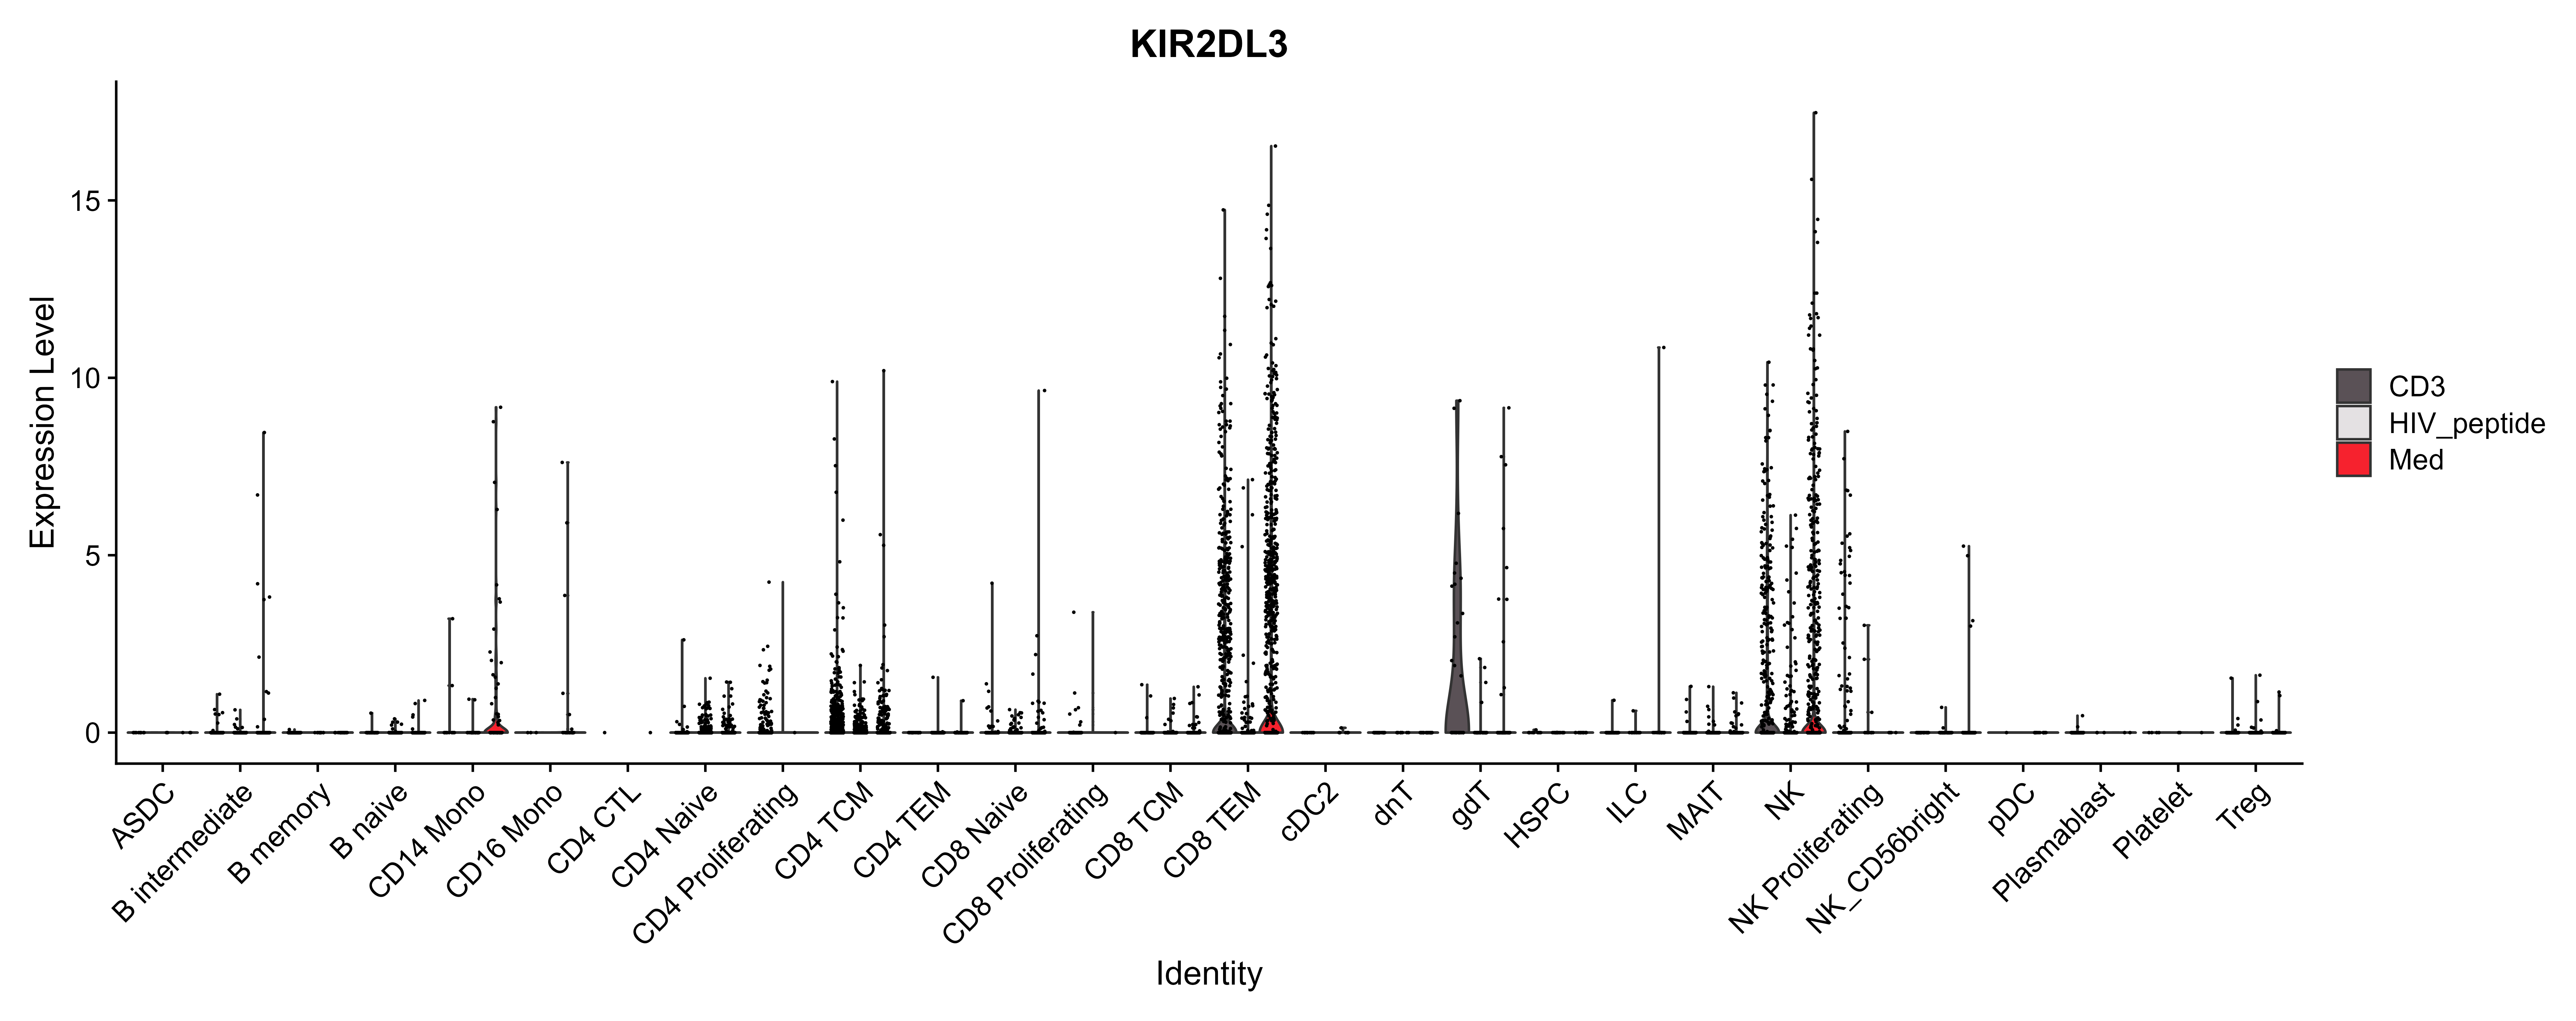 KIR2DL3
Expression Level
15
10
5
0
ASDC
B intermediate
B memory
B naive
CD14 Mono
CD16 Mono
CD4 CTL
CD4 Naive
CD4 Proliferating
CD4 TCM
CD4 TEM
CD8 Naive
CD8 Proliferating
CD8 TCM
CD8 TEM
cDC2
dnT
gdT
HSPC
ILC
MAIT
NK
NK Proliferating
NK_CD56bright
pDC
Plasmablast
Platelet
Treg
Identity
CD3
HIV_peptide
Med